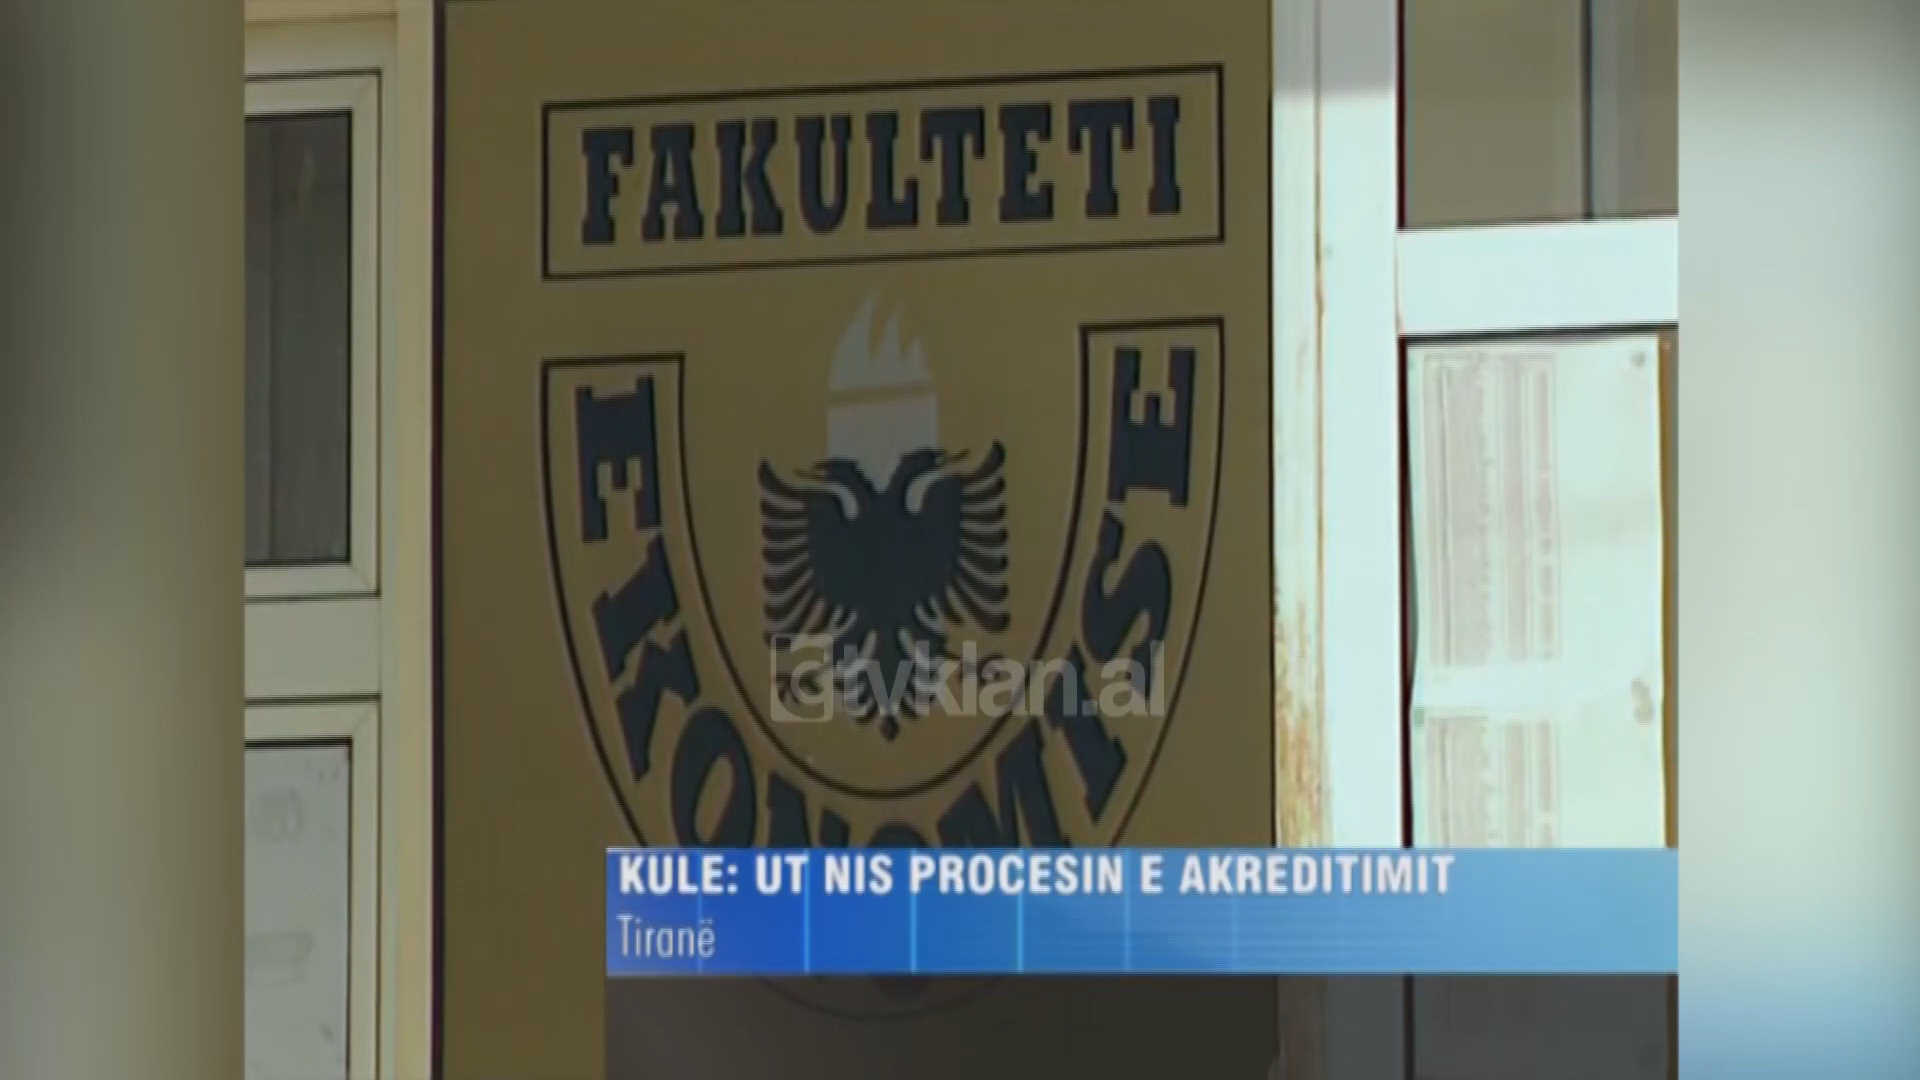 FAKULTETI
EKONOMISE
tvklan.al
KULE: UT NIS PROCESIN E AKREDITIMIT
Tiranë